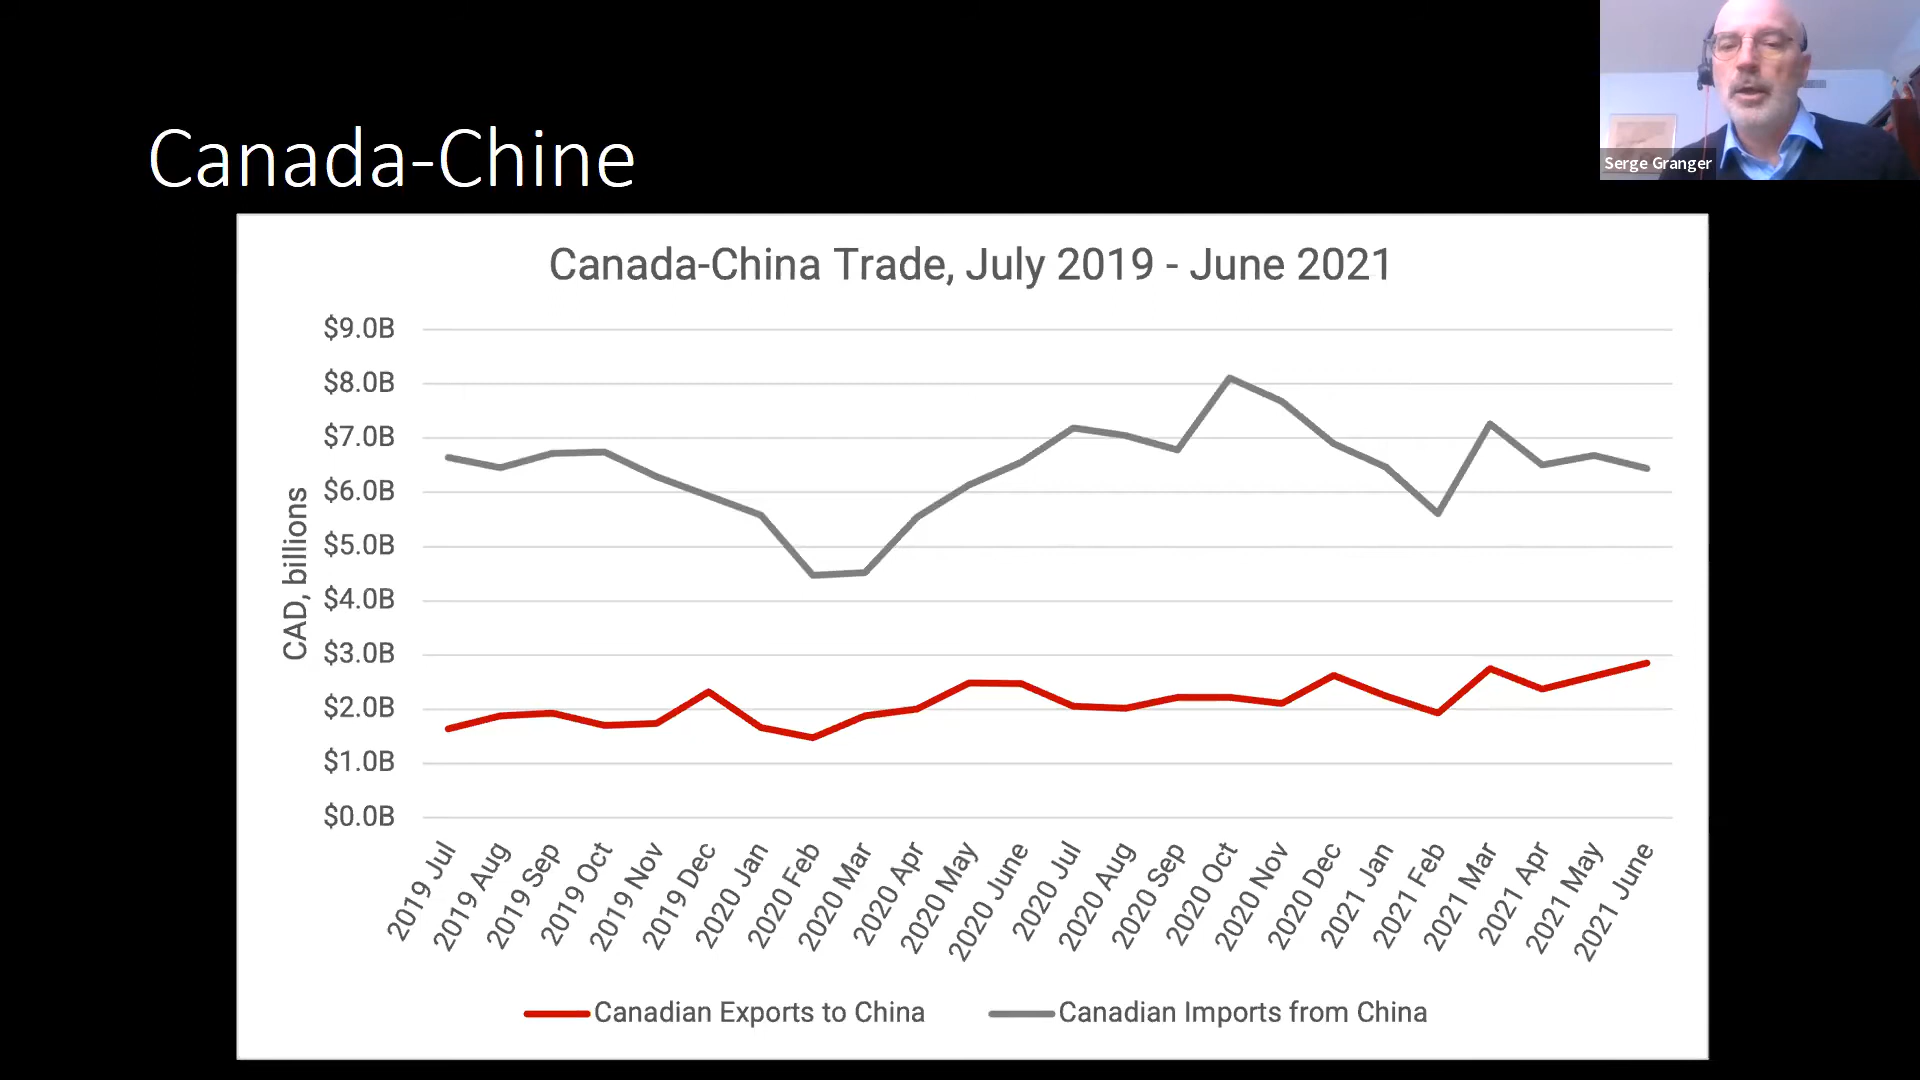 Canada-Chine
Serge Granger
Canada-China Trade, July 2019 - June 2021
CAD, billions
$9.0B
$8.0B
$7.0B
$6.0B
$5.0B
$4.0B
$3.0B
$2.0B
$1.0B
$0.0B
2019 Jul
2019 Aug
2019 Sep
2019 Oct
2019 Nov
2019 Dec
2020 Jan
2020 Feb
2020 Mar
2020 Apr
2020 May
2020 June
2020 Jul
2020 Aug
2020 Sep
2020 Oct
2020 Nov
2020 Dec
2021 Jan
2021 Feb
2021 Mar
2021 Apr
2021 May
2021 June
Canadian Exports to China
Canadian Imports from China